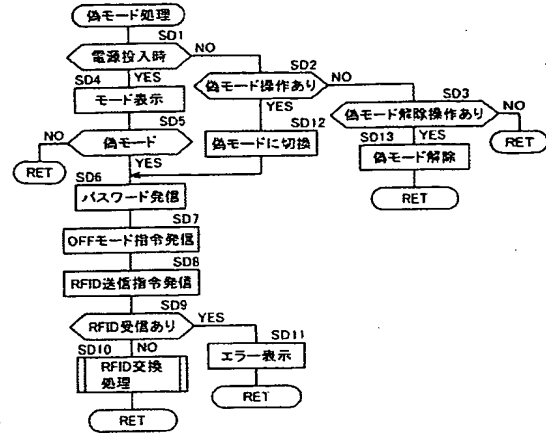 偽モード処理
SD1
電源投入時
NO
SD2
偽モード操作あり
NO
SD3
偽モード解除操作あり
NO
RET
YES
SD4
モード表示
YES
SD12
偽モードに切換
YES
SD13
偽モード解除
RET
SD5
偽モード
NO
RET
YES
SD6
パスワード発信
SD7
OFFモード指令発信
SD8
RFID送信指令発信
SD9
RFID受信あり
YES
SD11
エラー表示
RET
NO
SD10
RFID交換
処理
RET